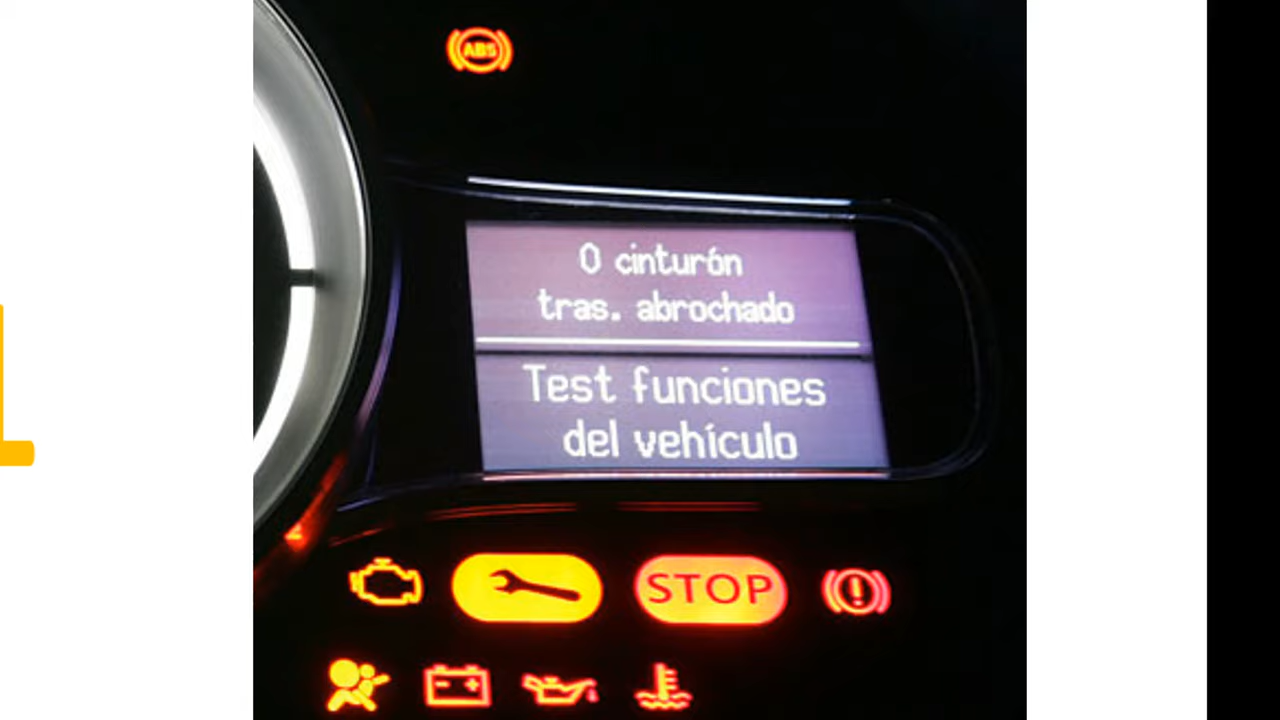 ABS
0 cinturón
tras. abrochado
Test funciones
del vehículo
STOP